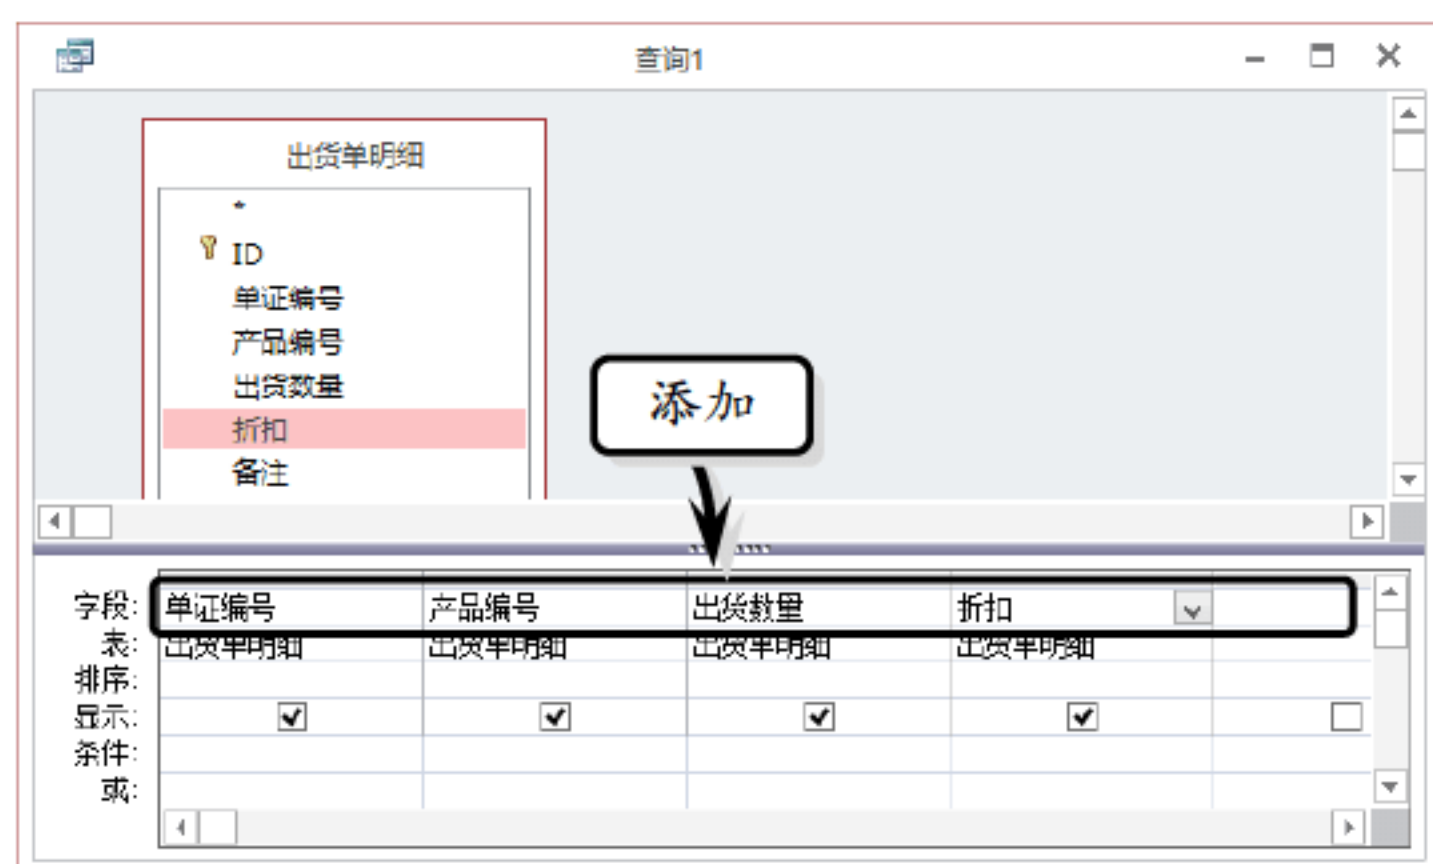 查询1
出货单明细
*
ID
单证编号
产品编号
出货数量
折扣
备注
添加
字段: 单证编号 产品编号 出货数量 折扣
表: 出货单明细 出货单明细 出货单明细 出货单明细
排序:
显示:
条件:
或: